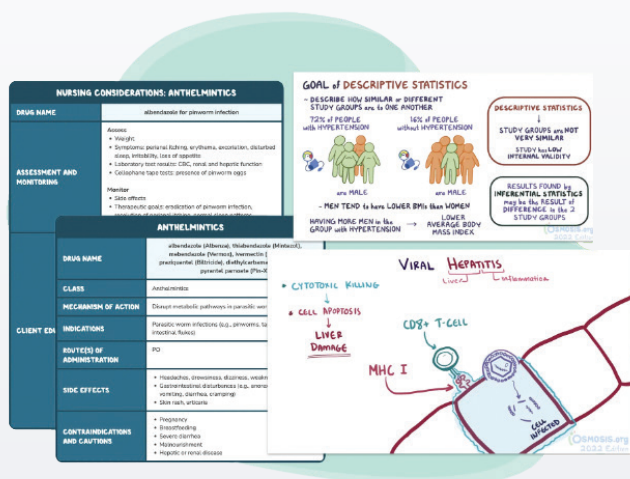 NURSING CONSIDERATIONS: ANTHELMINTICS
DRUG NAME
albendazole for pinworm infection
ASSESSMENT AND
MONITORING
Assess
• Weight
• Symptoms: perianal itching, erythema, excoriation, disturbed
sleep, irritability, loss of appetite
• Laboratory test results: CBC, renal and hepatic function
• Cellophane tape tests: presence of pinworm eggs
Monitor
• Side effects
• Therapeutic goals: eradication of pinworm infection,
CLIENT EDU
ANTHELMINTICS
DRUG NAME
albendazole (Albenza), thiabendazole (Mintezol),
mebendazole (Vermox), ivermectin (
praziquantel (Biltricide), diethylcarbama
pyrantel pamoate (Pin-R
CLASS
Anthelmintics
MECHANISM OF ACTION
Disrupt metabolic pathways in parasitic wor
INDICATIONS
Parasitic worm infections (e.g., pinworms, ta
intestinal flukes)
ROUTE(S) OF
ADMINISTRATION
PO
SIDE EFFECTS
• Headaches, drowsiness, dizziness, weakn
• Gastrointestinal disturbances (e.g., anorex
vomiting, diarrhea, cramping)
• Skin rash, urticaria
CONTRAINDICATIONS
AND CAUTIONS
• Pregnancy
• Breastfeeding
• Severe diarrhea
• Malnourishment
• Hepatic or renal disease
GOAL of DESCRIPTIVE STATISTICS
- DESCRIBE HOW SIMILAR or DIFFERENT
STUDY GROUPS are TO ONE ANOTHER
72% of PEOPLE
with HYPERTENSION
16% of PEOPLE
without HYPERTENSION
are MALE
are MALE
- MEN TEND to have LOWER BMIs than WOMEN
HAVING MORE MEN in the
GROUP with HYPERTENSION
LOWER
AVERAGE BODY
MASS INDEX
DESCRIPTIVE STATISTICS
STUDY GROUPS are NOT
VERY SIMILAR
STUDY has LOW
INTERNAL VALIDITY
RESULTS FOUND by
INFERENTIAL STATISTICS
may be the RESULT of
DIFFERENCE in the 2
STUDY GROUPS
OSMOSIS.org
2022 Edition
VIRAL HEPATITIS
Liver
Inflammation
• CYTOTOXIC KILLING
• CELL APOPTOSIS
LIVER
DAMAGE
CD8+ T-CELL
MHC I
CELL
INFECTED
OSMOSIS.org
2022 Edition